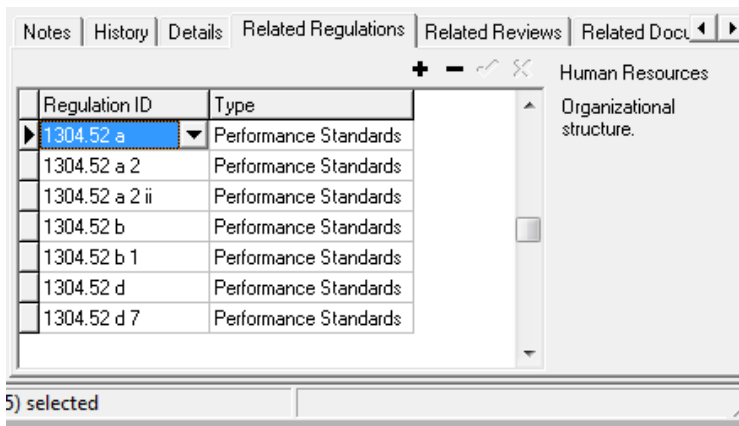 Notes History Details Related Regulations Related Reviews Related Docu
Human Resources
Regulation ID Type
Organizational
structure.
1304.52 a Performance Standards
1304.52 a 2 Performance Standards
1304.52 a 2 ii Performance Standards
1304.52 b Performance Standards
1304.52 b 1 Performance Standards
1304.52 d Performance Standards
1304.52 d 7 Performance Standards
5) selected